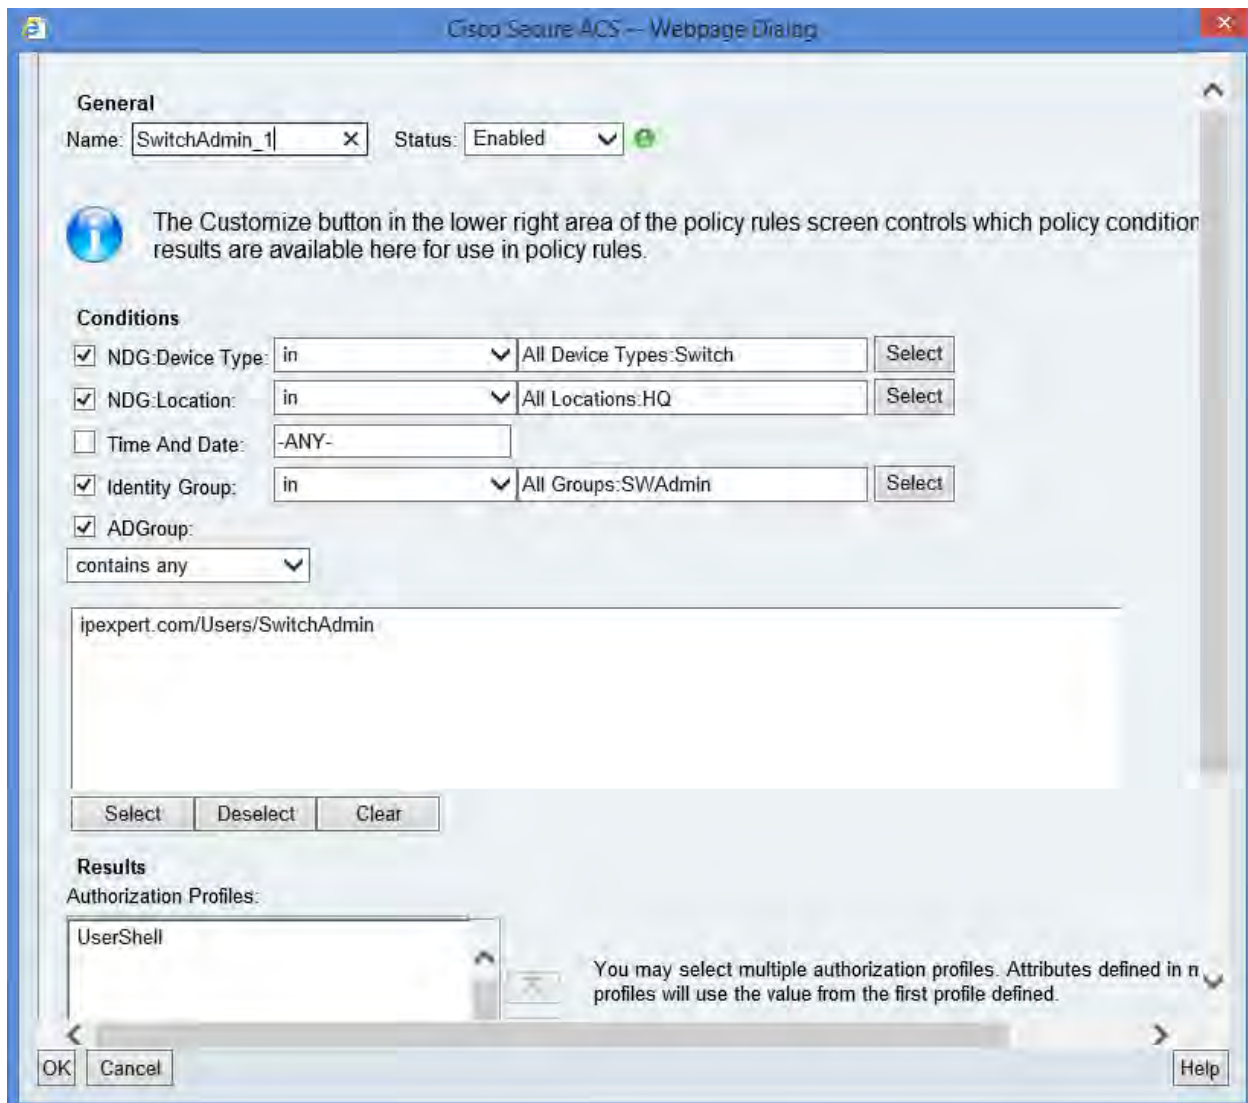 Cisco Secure ACS -- Webpage Dialog
General
Name: SwitchAdmin_1 Status: Enabled
The Customize button in the lower right area of the policy rules screen controls which policy condition
results are available here for use in policy rules.
Conditions
NDG:Device Type: in All Device Types:Switch Select
NDG:Location: in All Locations:HQ Select
Time And Date: -ANY-
Identity Group: in All Groups:SWAdmin Select
ADGroup:
contains any
ipexpert.com/Users/SwitchAdmin
Select Deselect Clear
Results
Authorization Profiles:
UserShell
You may select multiple authorization profiles. Attributes defined in
profiles will use the value from the first profile defined.
OK Cancel Help